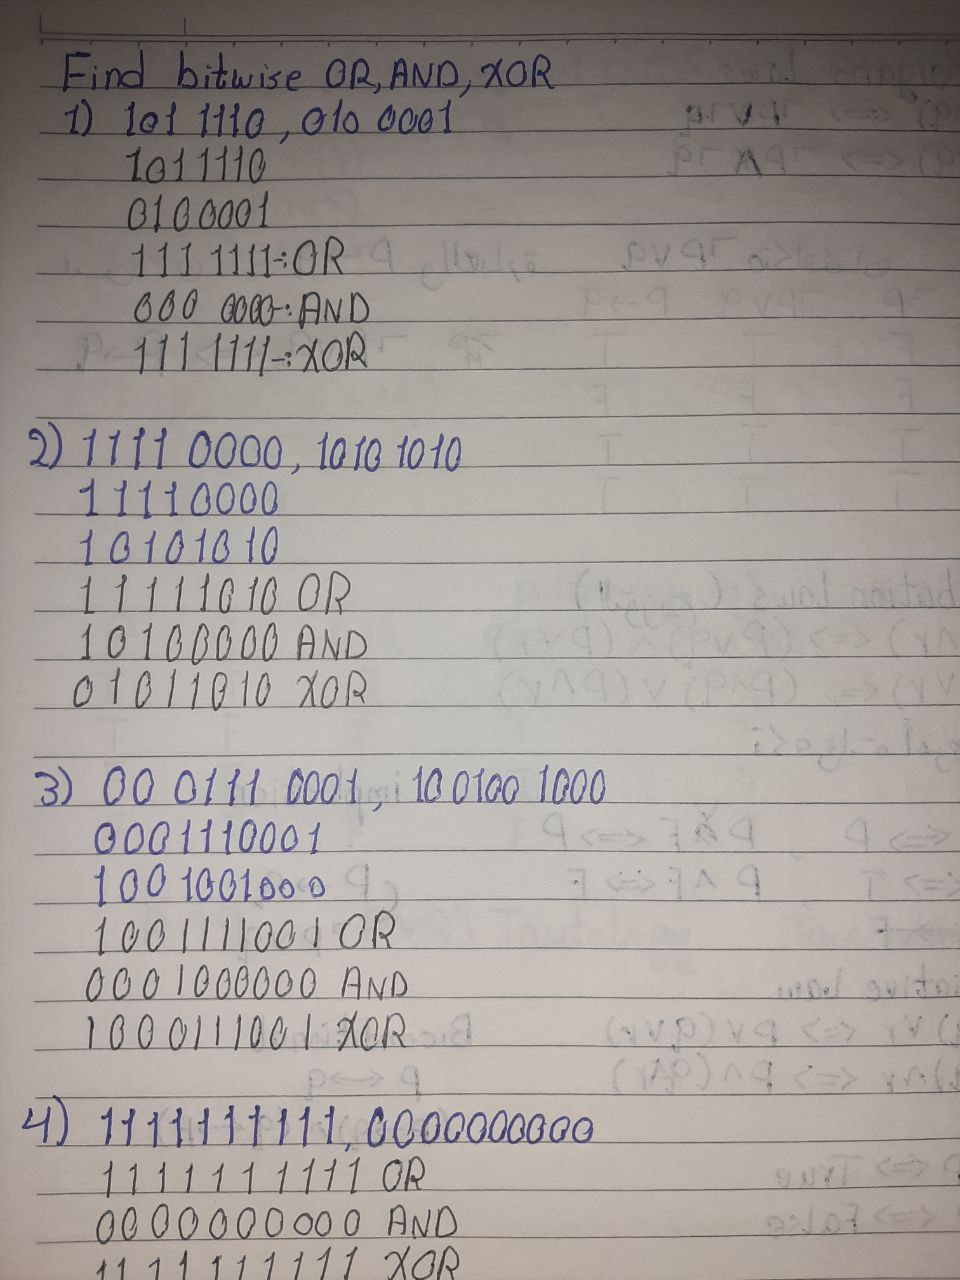 Find bitwise OR, AND, XOR
1) 101 1110, 010 0001
1011110
0100001
111 1111-:OR
000 0000-:AND
111 1111-:XOR
2) 1111 0000, 1010 1010
11110000
10101010
11111010 OR
10100000 AND
01011010 XOR
3) 00 0111 0001, 10 0100 1000
0001110001
1001001000
1001111001 OR
0001000000 AND
1000111001 XOR
4) 1111111111, 0000000000
1111111111 OR
0000000000 AND
1111111111 XOR